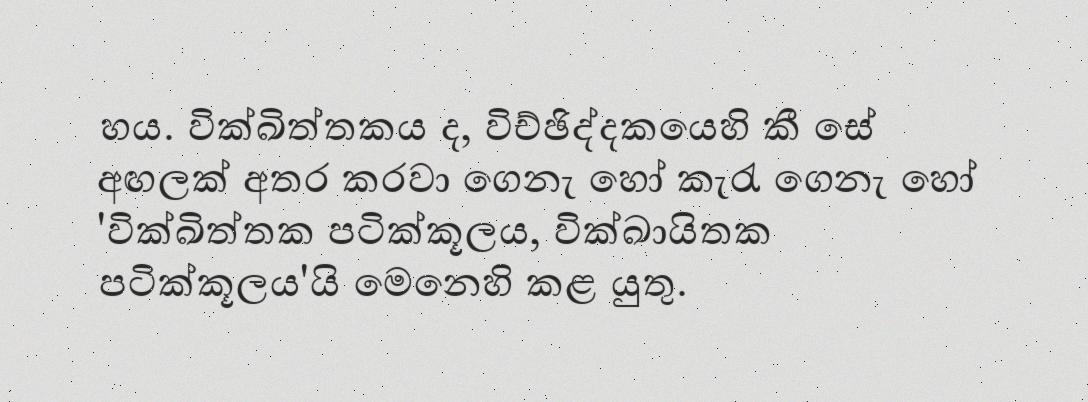 හය. වික්ඛිත්තකය ද, විච්ඡිද්දකයෙහි කී සේ
අඟලක් අතර කරවා ගෙනැ හෝ කැරැ ගෙනැ හෝ
'වික්ඛිත්තක පටික්කූලය, වික්ඛායිතක
පටික්කූලය'යි මෙනෙහි කළ යුතු.